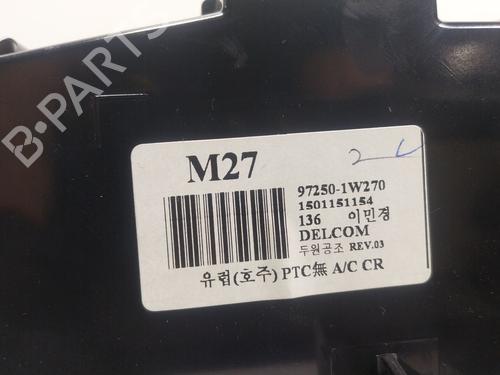 B-PARTS
M27
97250-1W270
1501151154
136 이민경
DELCOM
두원공조 REV.03
유럽(호주) PTC無 A/C CR